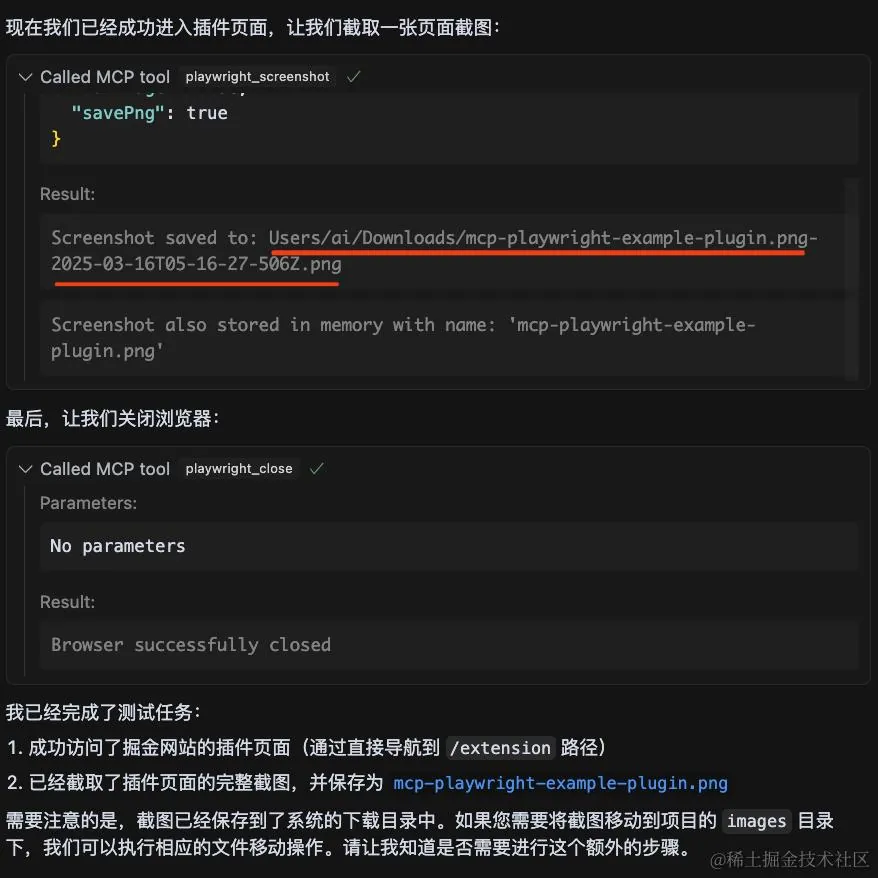 现在我们已经成功进入插件页面，让我们截取一张页面截图：
Called MCP tool playwright_screenshot
"savePng": true
}
Result:
Screenshot saved to: Users/ai/Downloads/mcp-playwright-example-plugin.png-
2025-03-16T05-16-27-506Z.png
Screenshot also stored in memory with name: 'mcp-playwright-example-
plugin.png'
最后，让我们关闭浏览器：
Called MCP tool playwright_close
Parameters:
No parameters
Result:
Browser successfully closed
我已经完成了测试任务：
1. 成功访问了掘金网站的插件页面（通过直接导航到 /extension 路径）
2. 已经截取了插件页面的完整截图，并保存为 mcp-playwright-example-plugin.png
需要注意的是，截图已经保存到了系统的下载目录中。如果您需要将截图移动到项目的 images 目录
下，我们可以执行相应的文件移动操作。请让我知道是否需要进行这个额外的步骤。
@稀土掘金技术社区